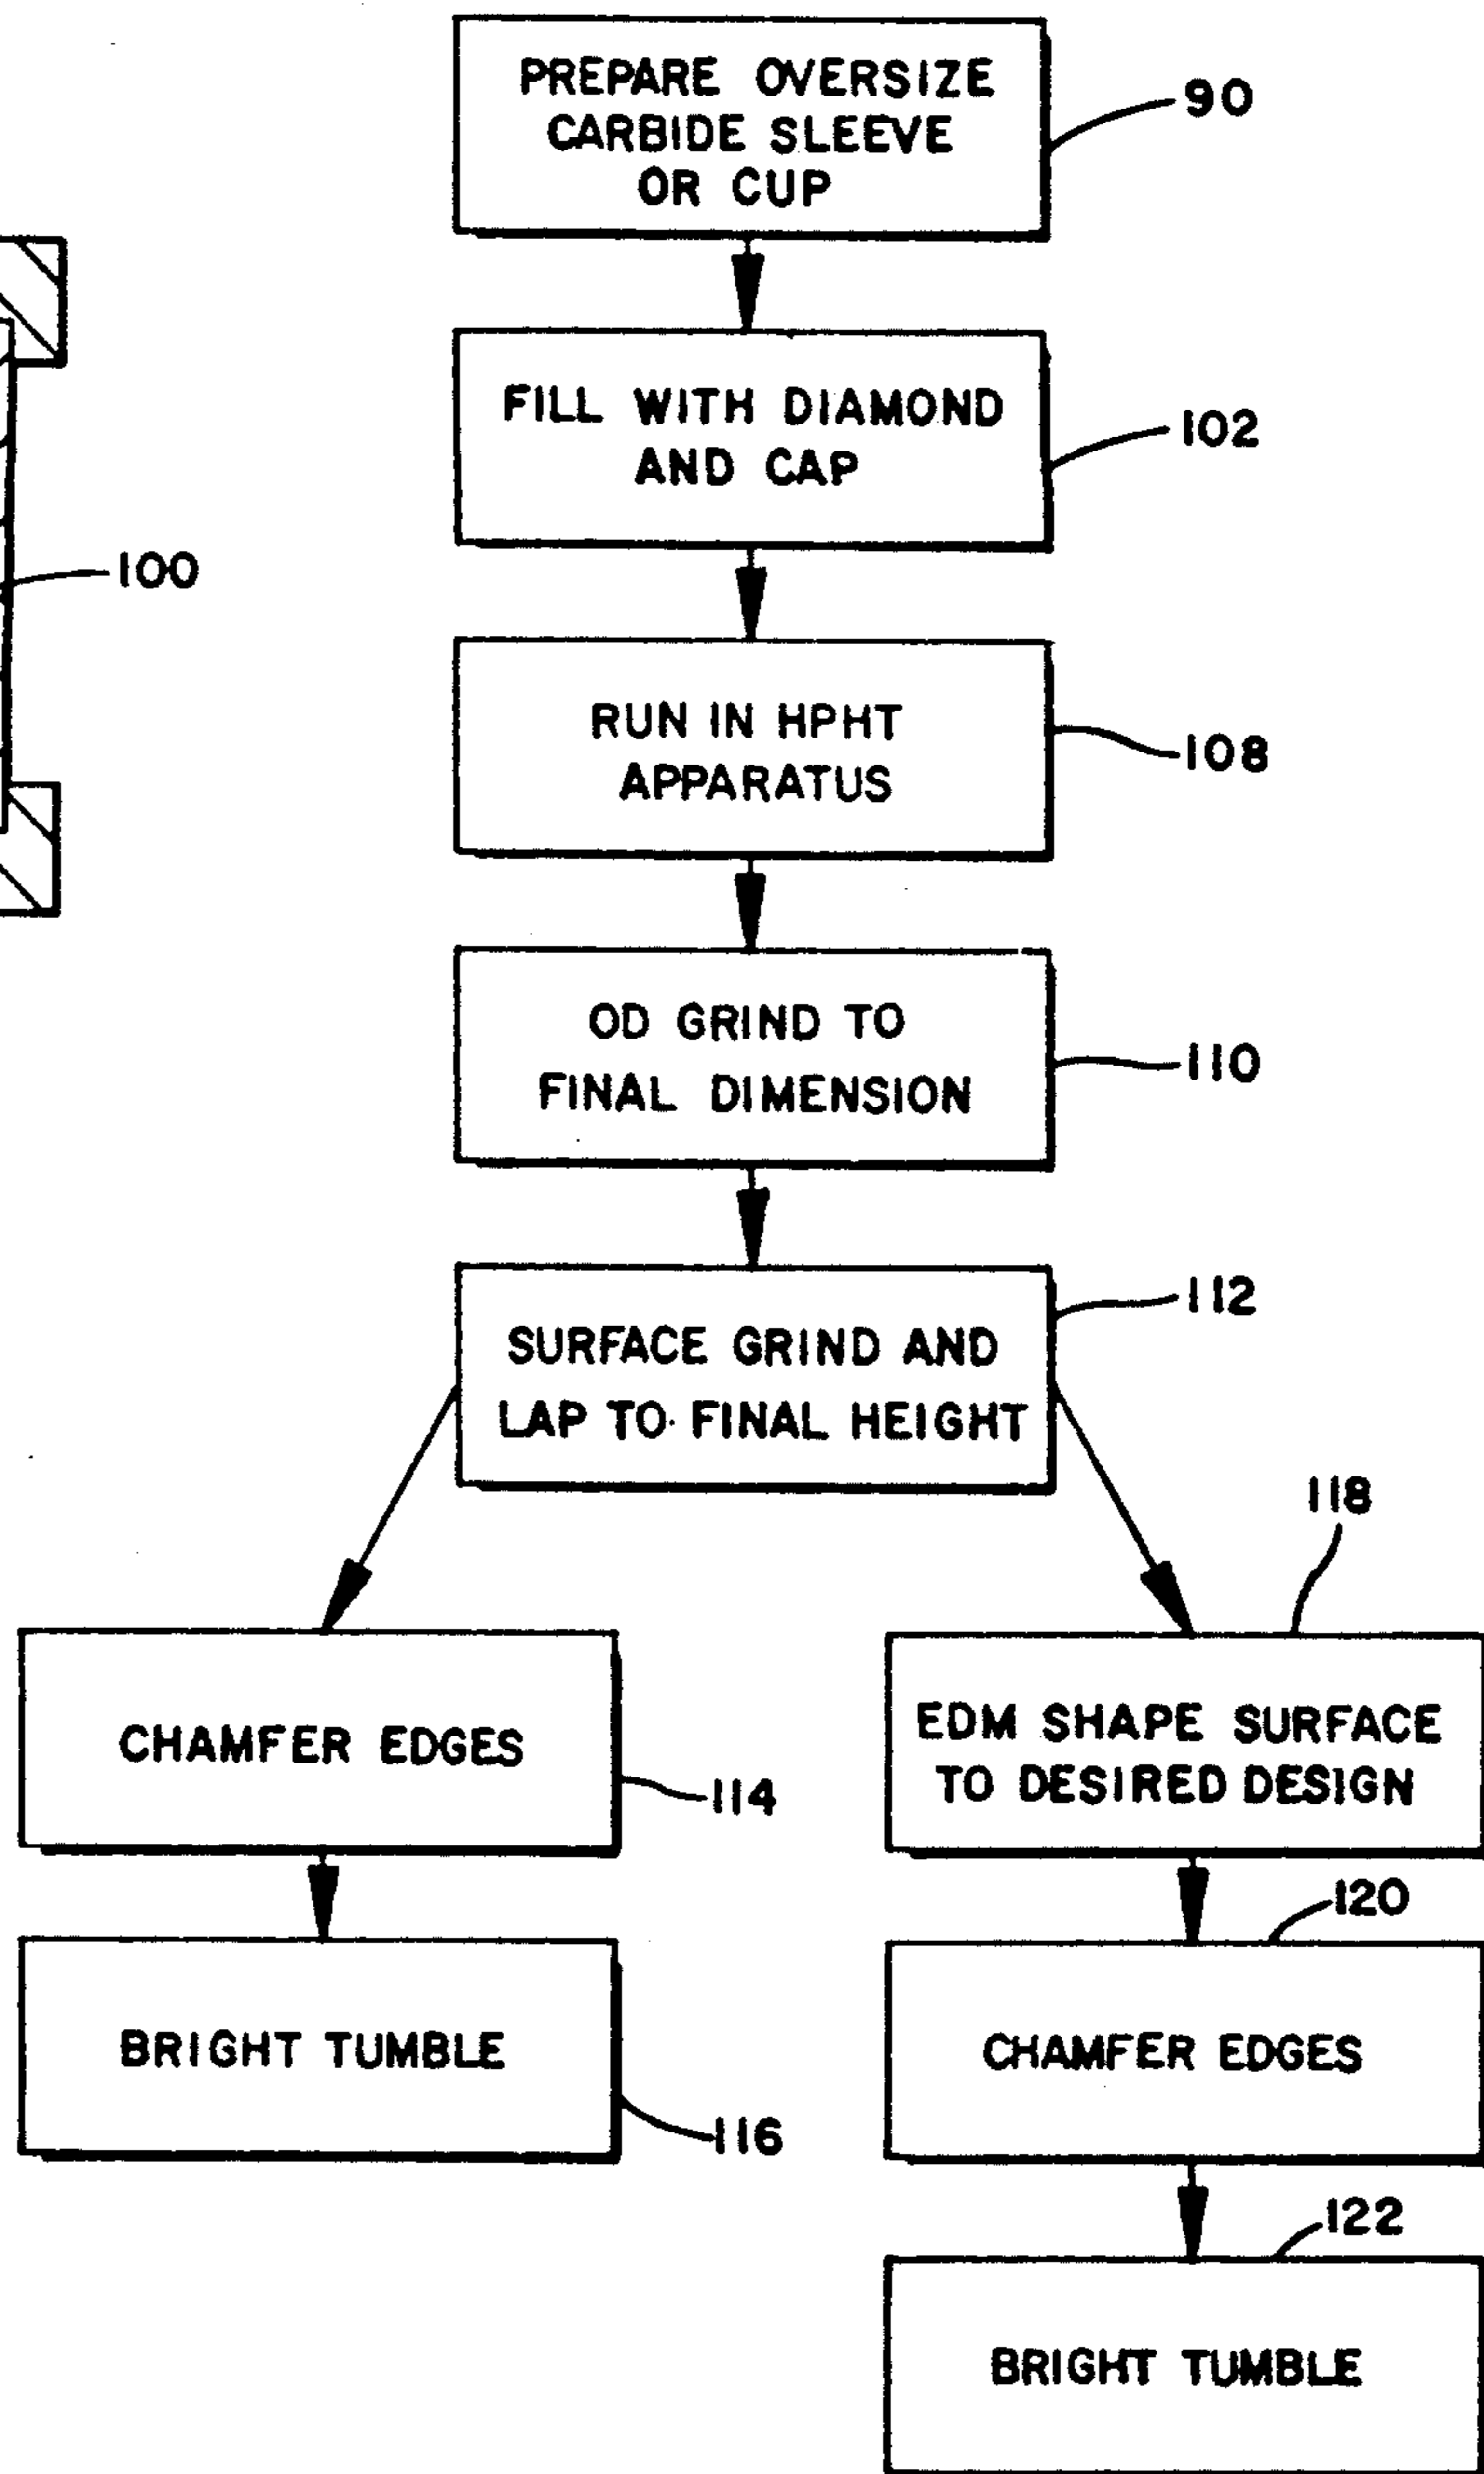 PREPARE OVERSIZE
CARBIDE SLEEVE
OR CUP
90
FILL WITH DIAMOND
AND CAP
102
100
RUN IN HPHT
APPARATUS
108
OD GRIND TO
FINAL DIMENSION
110
SURFACE GRIND AND
LAP TO FINAL HEIGHT
112
118
CHAMFER EDGES
114
EDM SHAPE SURFACE
TO DESIRED DESIGN
120
BRIGHT TUMBLE
116
CHAMFER EDGES
122
BRIGHT TUMBLE